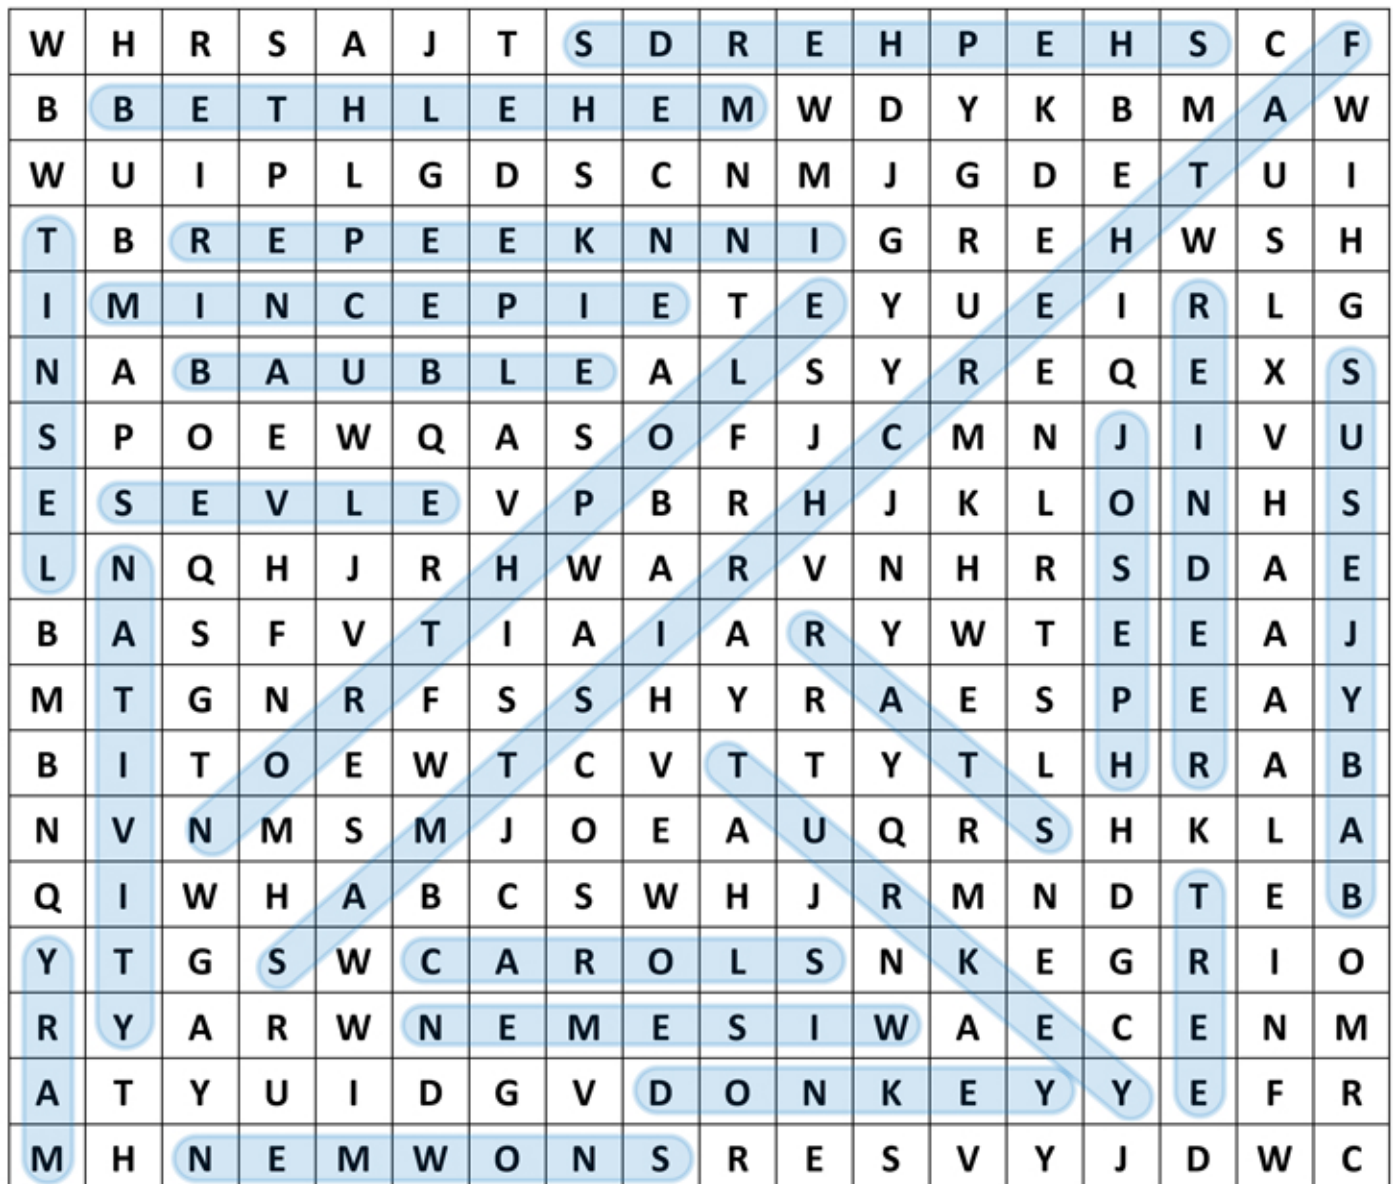 W H R S A J T S D R E H P E H S C F
B B E T H L E H E M W D Y K B M A W
W U I P L G D S C N M J G D E T U I
T B R E P E E K N N I G R E H W S H
I M I N C E P I E T E Y U E I R L G
N A B A U B L E A L S Y R E Q E X S
S P O E W Q A S O F J C M N J I V U
E S E V L E V P B R H J K L O N H S
L N Q H J R H W A R V N H R S D A E
B A S F V T I A I A R Y W T E E A J
M T G N R F S S H Y R A E S P E A Y
B I T O E W T C V T T Y T L H R A B
N V N M S M J O E A U Q R S H K L A
Q I W H A B C S W H J R M N D T E B
Y T G S W C A R O L S N K E G R I O
R Y A R W N E M E S I W A E C E N M
A T Y U I D G V D O N K E Y Y E F R
M H N E M W O N S R E S V Y J D W C